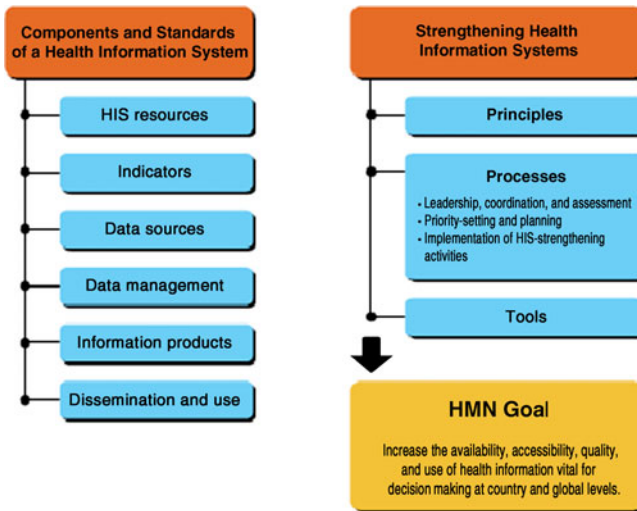 Components and Standards
of a Health Information System
HIS resources
Indicators
Data sources
Data management
Information products
Dissemination and use
Strengthening Health
Information Systems
Principles
Processes
• Leadership, coordination, and assessment
• Priority-setting and planning
• Implementation of HIS-strengthening
activities
Tools
HMN Goal
Increase the availability, accessibility, quality,
and use of health information vital for
decision making at country and global levels.